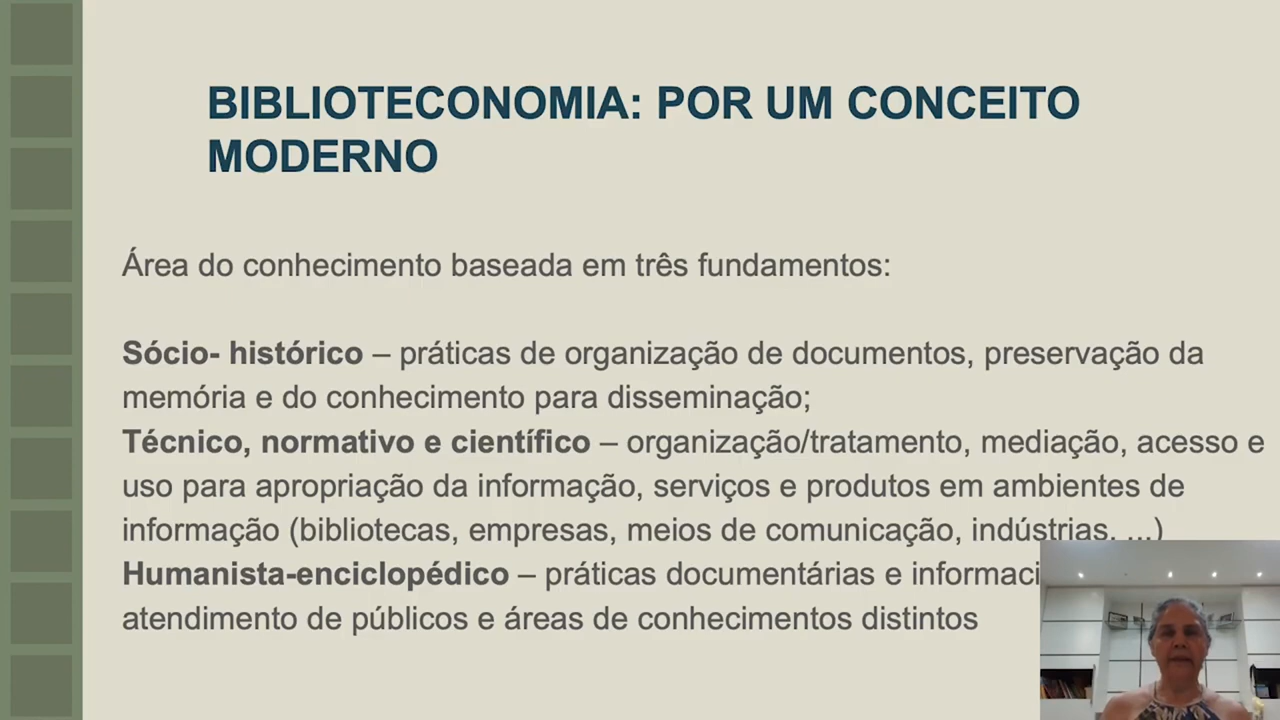 BIBLIOTECONOMIA: POR UM CONCEITO
MODERNO
Área do conhecimento baseada em três fundamentos:
Sócio- histórico – práticas de organização de documentos, preservação da
memória e do conhecimento para disseminação;
Técnico, normativo e científico – organização/tratamento, mediação, acesso e
uso para apropriação da informação, serviços e produtos em ambientes de
informação (bibliotecas, empresas, meios de comunicação, indústrias, ...)
Humanista-enciclopédico – práticas documentárias e
atendimento de públicos e áreas de conhecimentos distintos